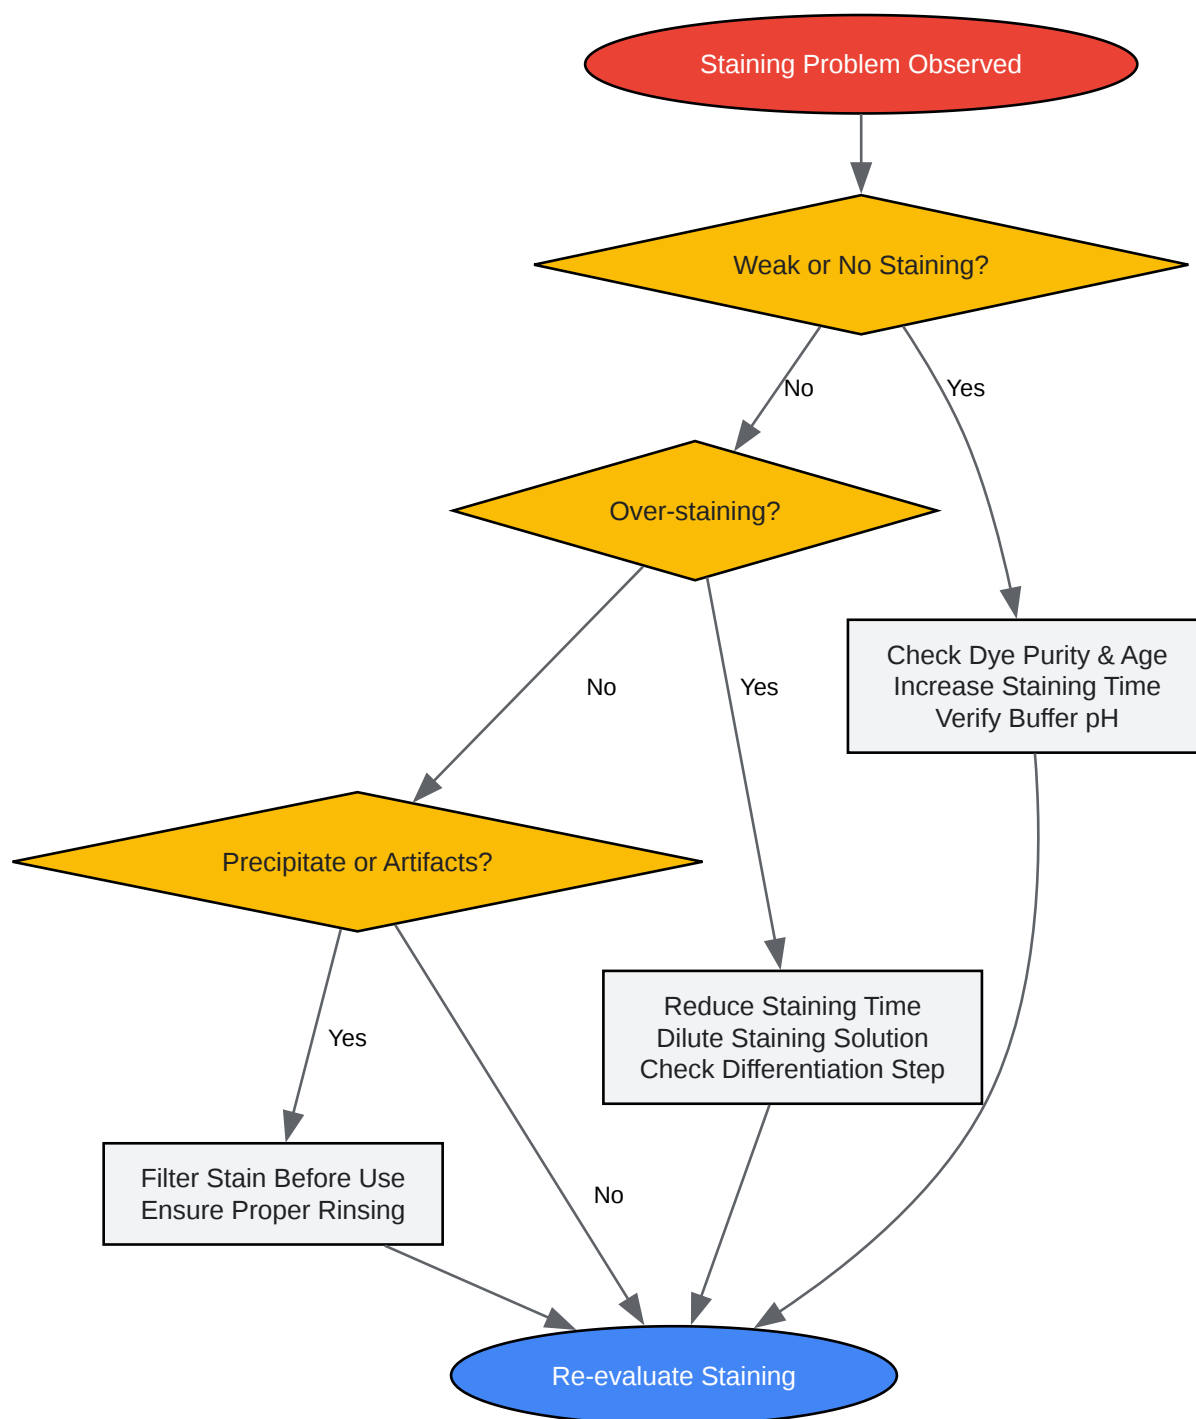 Staining Problem Observed
Weak or No Staining?
No
Yes
Over-staining?
Check Dye Purity & Age
Increase Staining Time
Verify Buffer pH
No
Yes
Precipitate or Artifacts?
Reduce Staining Time
Dilute Staining Solution
Check Differentiation Step
Yes
Filter Stain Before Use
Ensure Proper Rinsing
No
Re-evaluate Staining